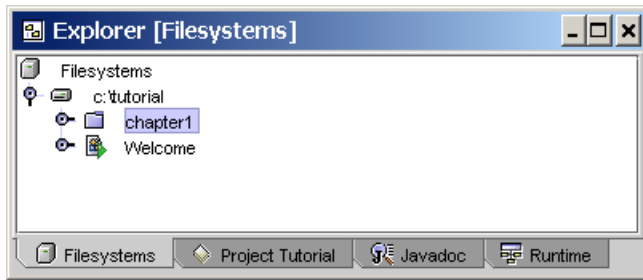 Explorer [Filesystems]
Filesystems
c:\tutorial
chapter1
Welcome
Filesystems Project Tutorial Javadoc Runtime